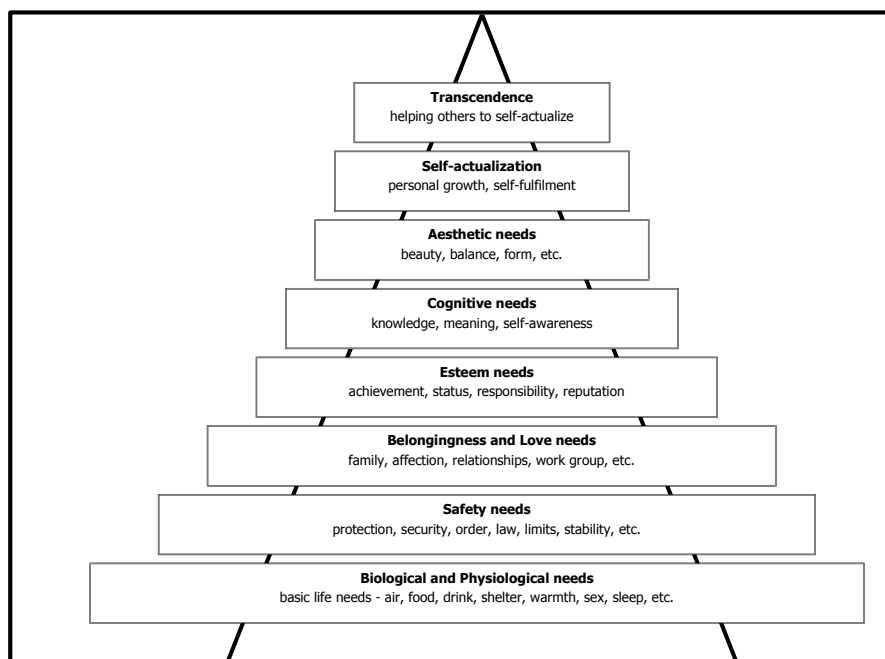 Transcendence
helping others to self-actualize
Self-actualization
personal growth, self-fulfilment
Aesthetic needs
beauty, balance, form, etc.
Cognitive needs
knowledge, meaning, self-awareness
Esteem needs
achievement, status, responsibility, reputation
Belongingness and Love needs
family, affection, relationships, work group, etc.
Safety needs
protection, security, order, law, limits, stability, etc.
Biological and Physiological needs
basic life needs - air, food, drink, shelter, warmth, sex, sleep, etc.